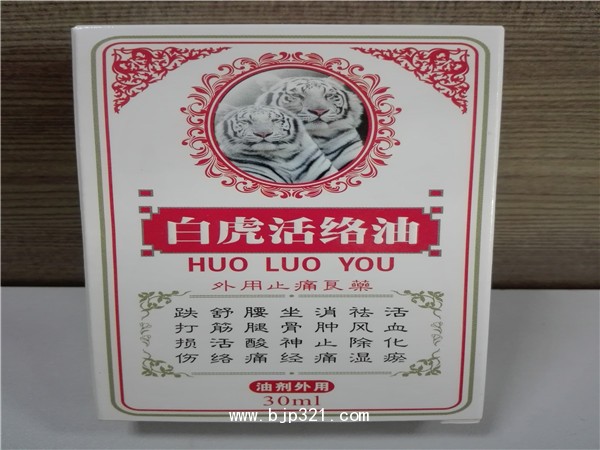 白虎活络油
HUO LUO YOU
外用止痛良藥
活血化瘀
祛风除湿
消肿止痛
坐骨神经
腰腿酸痛
舒筋活络
跌打损伤
油剂外用
30ml
www.bjp321.com